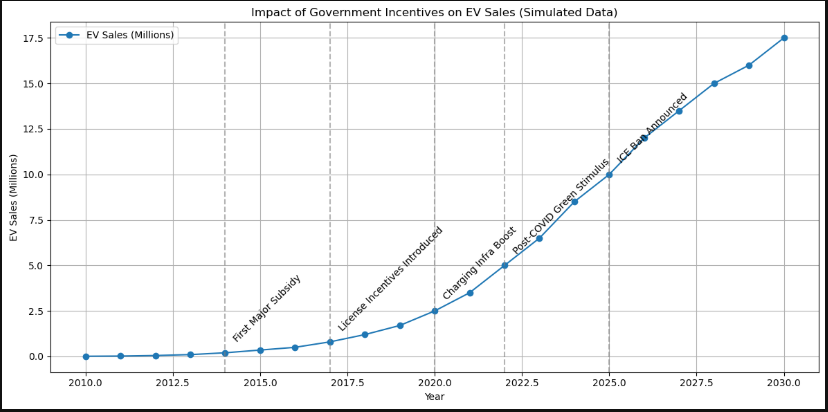 Impact of Government Incentives on EV Sales (Simulated Data)
EV Sales (Millions)
17.5
15.0
12.5
10.0
7.5
5.0
2.5
0.0
EV Sales (Millions)
First Major Subsidy
License Incentives Introduced
Charging Infra Boost
Post-COVID Green Stimulus
ICE Ban Announced
2010.0 2012.5 2015.0 2017.5 2020.0 2022.5 2025.0 2027.5 2030.0
Year